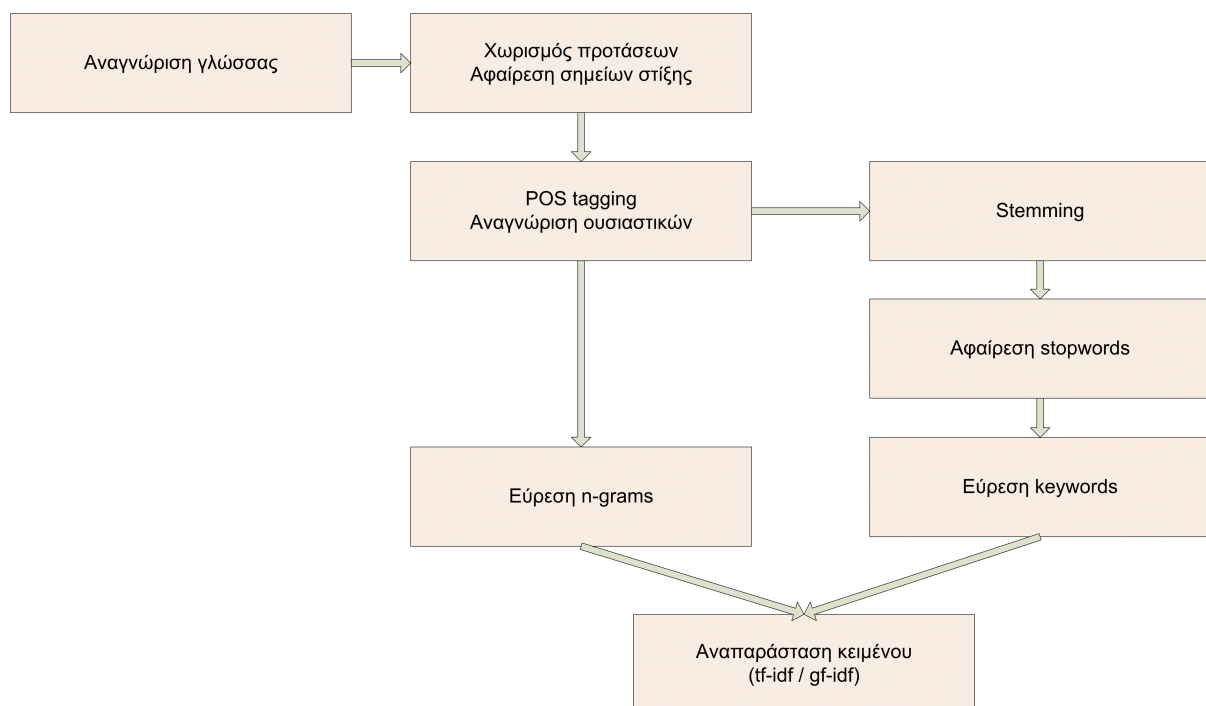 Αναγνώριση γλώσσας
Χωρισμός προτάσεων
Αφαίρεση σημείων στίξης
POS tagging
Αναγνώριση ουσιαστικών
Stemming
Αφαίρεση stopwords
Εύρεση n-grams
Εύρεση keywords
Αναπαράσταση κειμένου
(tf-idf / gf-idf)